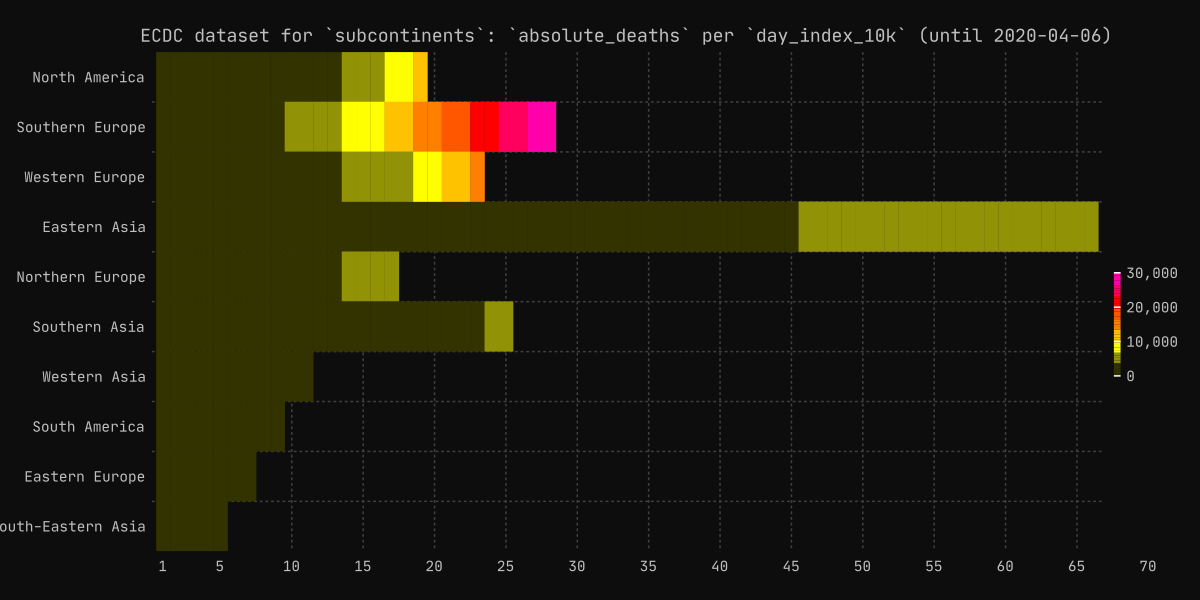 ECDC dataset for `subcontinents`: `absolute_deaths` per `day_index_10k` (until 2020-04-06)
North America
Southern Europe
Western Europe
Eastern Asia
Northern Europe
Southern Asia
Western Asia
South America
Eastern Europe
outh-Eastern Asia
30,000
20,000
10,000
0
1 5 10 15 20 25 30 35 40 45 50 55 60 65 70